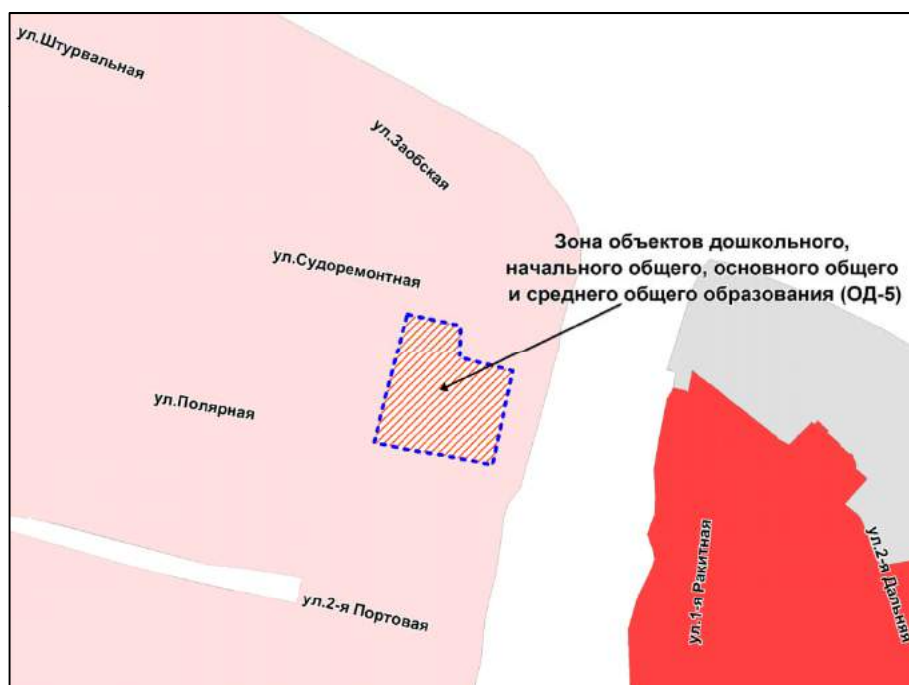 ул.Штурвальная
ул.Заобская
Зона объектов дошкольного,
начального общего, основного общего
и среднего общего образования (ОД-5)
ул.Судоремонтная
ул.Полярная
ул.2-я Портовая
ул.1-я Ракитная
ул.2-я Дальняя